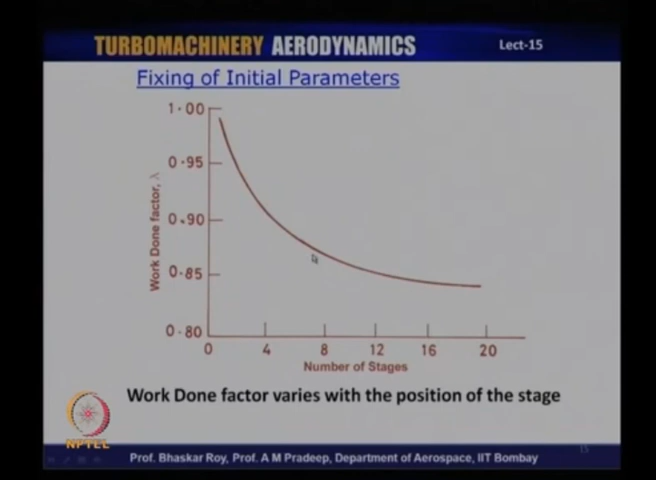 TURBOMACHINERY AERODYNAMICS
Lect-15
Fixing of Initial Parameters
1·00
0·95
0·90
0·85
0·80
Work Done factor, λ
0 4 8 12 16 20
Number of Stages
Work Done factor varies with the position of the stage
NPTEL
15
Prof. Bhaskar Roy, Prof. A M Pradeep, Department of Aerospace, IIT Bombay